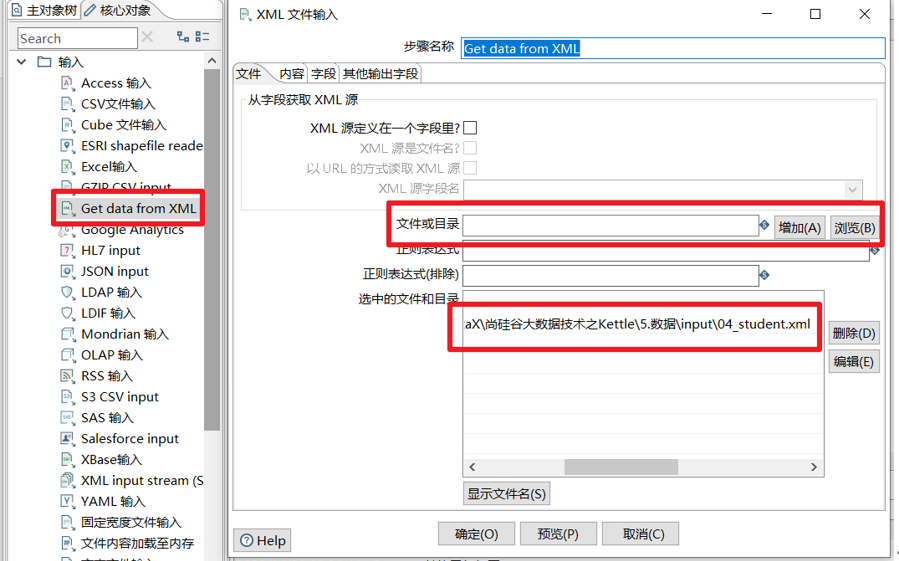 主对象树 核心对象
Search
输入
Access 输入
CSV文件输入
Cube 文件输入
ESRI shapefile reade
Excel输入
GZIP CSV input
Get data from XML
Google Analytics
HL7 input
JSON input
LDAP 输入
LDIF 输入
Mondrian 输入
OLAP 输入
RSS 输入
S3 CSV input
SAS 输入
Salesforce input
XBase输入
XML input stream (S
YAML 输入
固定宽度文件输入
文件内容加载至内存
XML 文件输入
步骤名称 Get data from XML
文件 内容 字段 其他输出字段
从字段获取 XML 源
XML 源定义在一个字段里?
XML 源是文件名?
以 URL 的方式读取 XML 源
XML 源字段名
文件或目录 增加(A) 浏览(B)
正则表达式
正则表达式(排除)
选中的文件和目录
aX\尚硅谷大数据技术之Kettle\5.数据\input\04_student.xml
删除(D)
编辑(E)
显示文件名(S)
Help 确定(O) 预览(P) 取消(C)